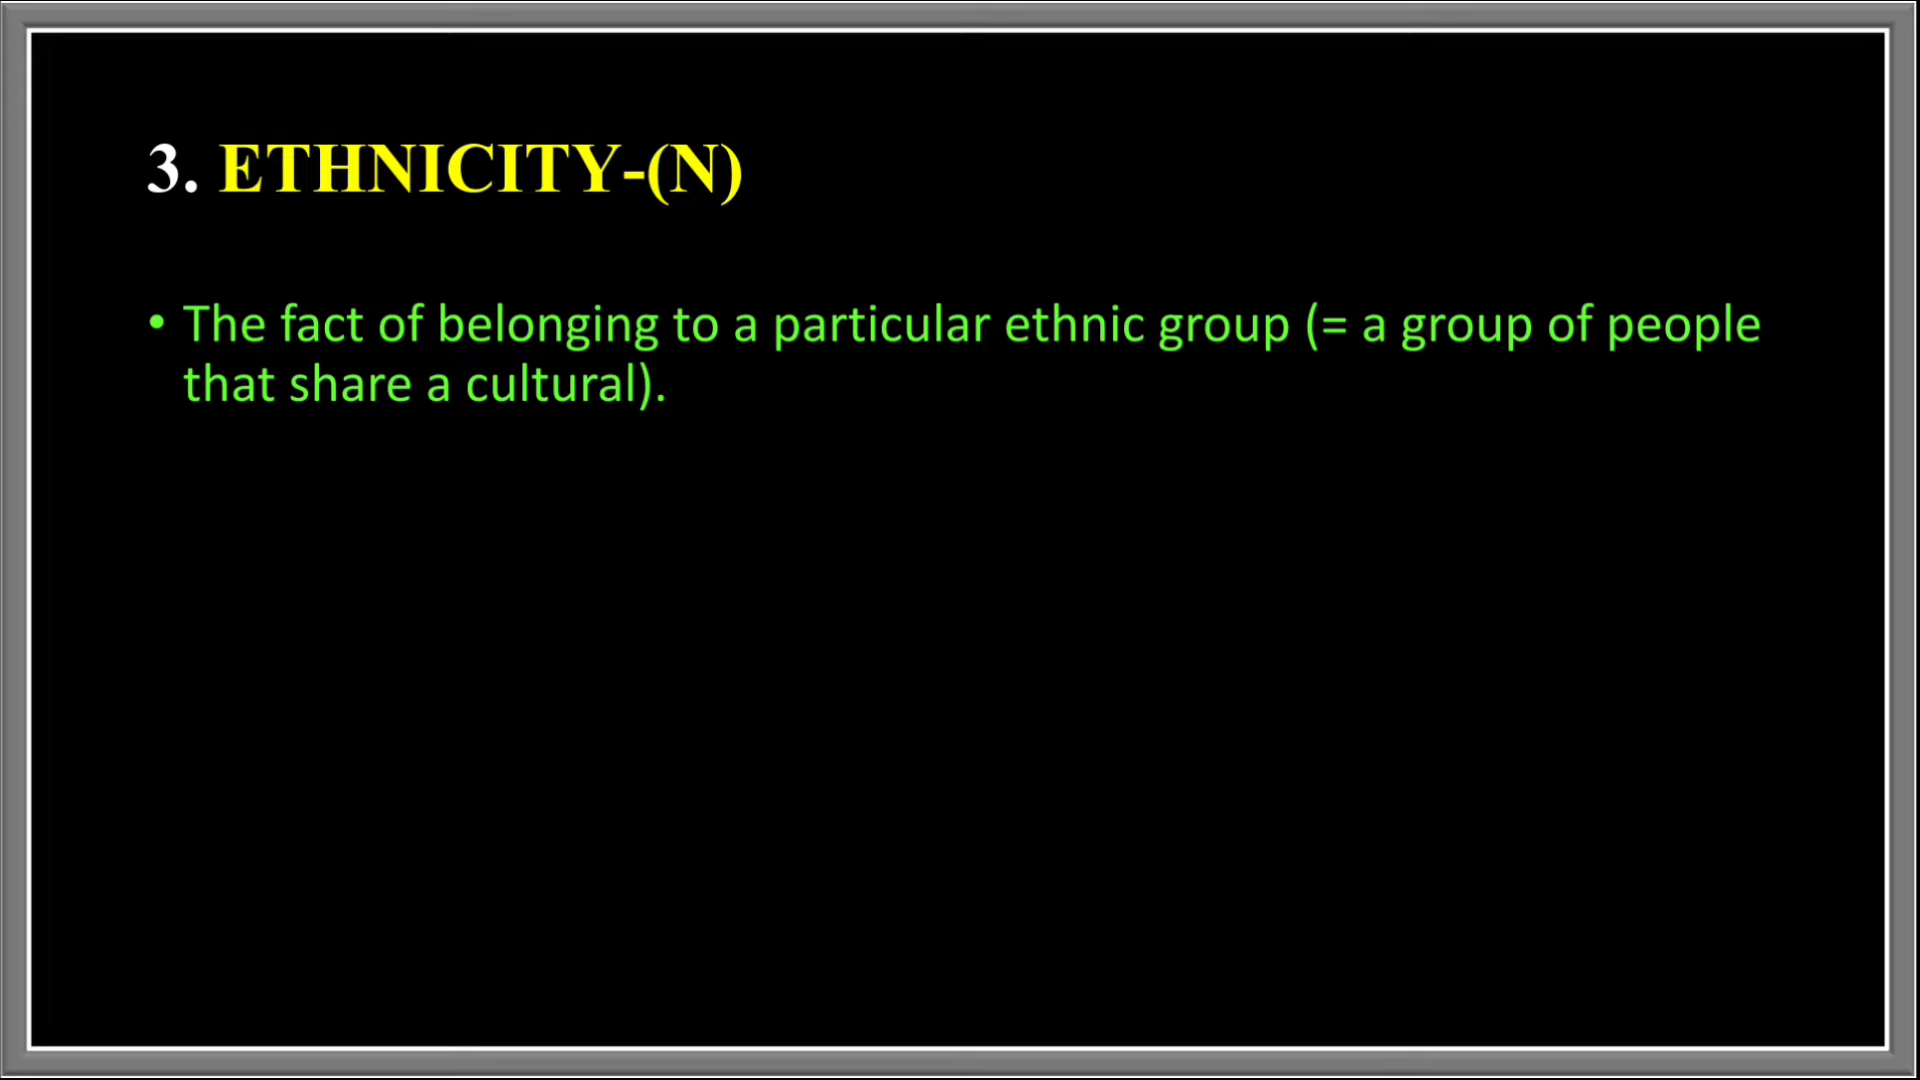 3. ETHNICITY-(N)
• The fact of belonging to a particular ethnic group (= a group of people
that share a cultural).